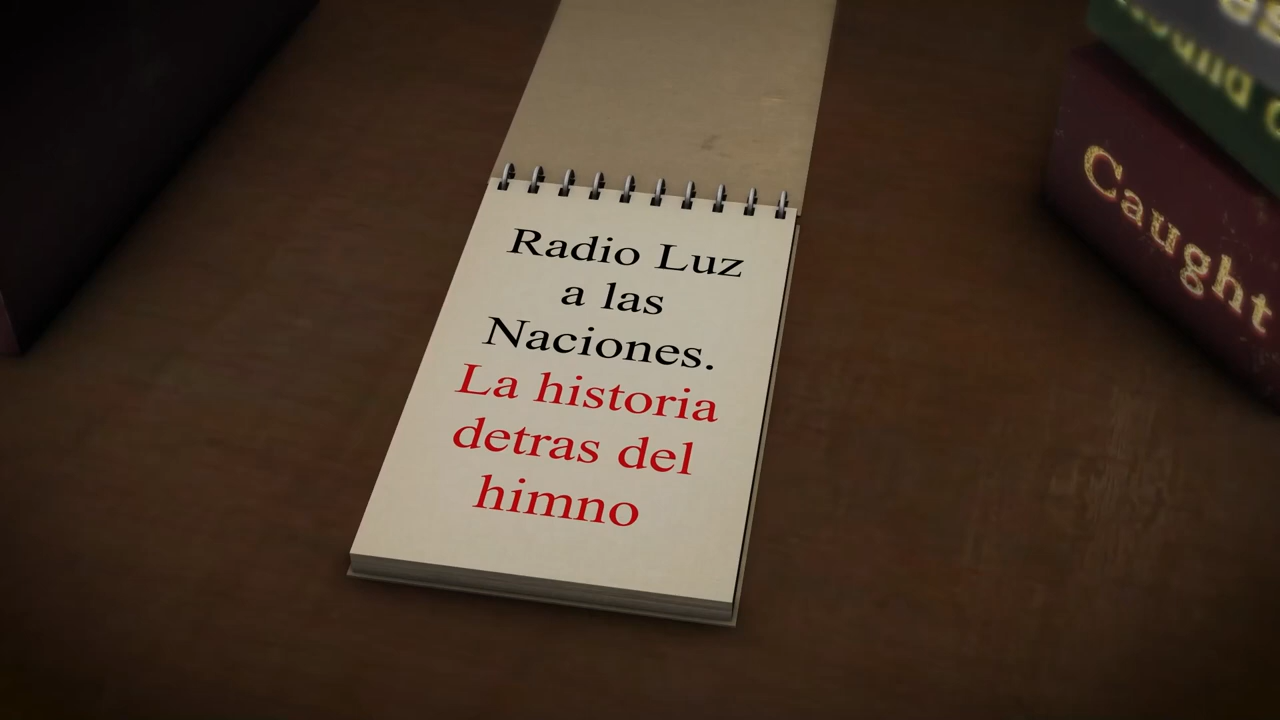 Radio Luz
a las
Naciones.
La historia
detras del
himno
Caught